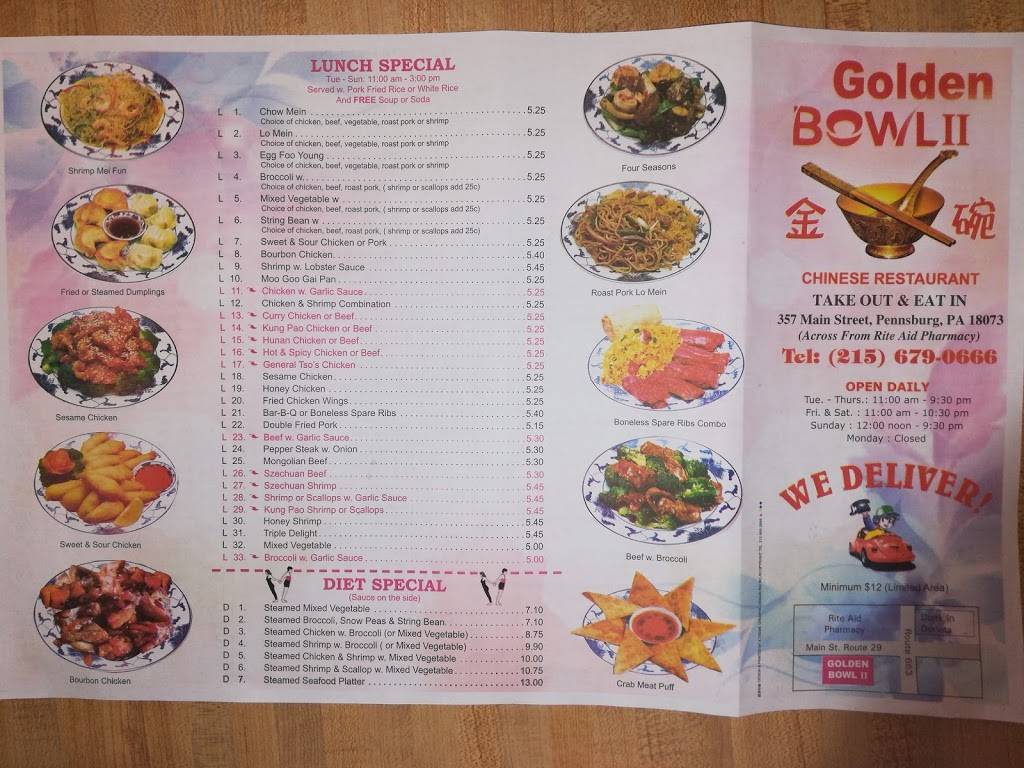 LUNCH SPECIAL
Tue - Sun: 11:00 am - 3:00 pm
Served w. Pork Fried Rice or White Rice
And FREE Soup or Soda
L 1. Chow Mein 5.25
Choice of chicken, beef, vegetable, roast pork or shrimp
L 2. Lo Mein 5.25
Choice of chicken, beef, vegetable, roast pork or shrimp
L 3. Egg Foo Young 5.25
Choice of chicken, beef, vegetable, roast pork or shrimp
L 4. Broccoli w. 5.25
Choice of chicken, beef, roast pork, ( shrimp or scallops add 25c)
L 5. Mixed Vegetable w 5.25
Choice of chicken, beef, roast pork, ( shrimp or scallops add 25c)
L 6. String Bean w 5.25
Choice of chicken, beef, roast pork, ( shrimp or scallops add 25c)
L 7. Sweet & Sour Chicken or Pork 5.25
L 8. Bourbon Chicken. 5.40
L 9. Shrimp w. Lobster Sauce 5.45
L 10. Moo Goo Gai Pan 5.25
L 11. Chicken w. Garlic Sauce 5.25
L 12. Chicken & Shrimp Combination 5.25
L 13. Curry Chicken or Beef 5.25
L 14. Kung Pao Chicken or Beef 5.25
L 15. Hunan Chicken or Beef 5.25
L 16. Hot & Spicy Chicken or Beef 5.25
L 17. General Tso's Chicken 5.25
L 18. Sesame Chicken 5.25
L 19. Honey Chicken 5.25
L 20. Fried Chicken Wings 5.25
L 21. Bar-B-Q or Boneless Spare Ribs 5.40
L 22. Double Fried Pork 5.15
L 23. Beef w. Garlic Sauce 5.30
L 24. Pepper Steak w. Onion 5.30
L 25. Mongolian Beef 5.30
L 26. Szechuan Beef 5.30
L 27. Szechuan Shrimp 5.45
L 28. Shrimp or Scallops w. Garlic Sauce 5.45
L 29. Kung Pao Shrimp or Scallops 5.45
L 30. Honey Shrimp 5.45
L 31. Triple Delight 5.45
L 32. Mixed Vegetable 5.00
L 33. Broccoli w. Garlic Sauce 5.00
DIET SPECIAL
(Sauce on the side)
D 1. Steamed Mixed Vegetable 7.10
D 2. Steamed Broccoli, Snow Peas & String Bean. 7.10
D 3. Steamed Chicken w. Broccoli (or Mixed Vegetable) 8.75
D 4. Steamed Shrimp w. Broccoli ( or Mixed Vegetable) 9.90
D 5. Steamed Chicken & Shrimp w. Mixed Vegetable 10.00
D 6. Steamed Shrimp & Scallop w. Mixed Vegetable 10.75
D 7. Steamed Seafood Platter 13.00
Shrimp Mei Fun
Fried or Steamed Dumplings
Sesame Chicken
Sweet & Sour Chicken
Bourbon Chicken
Four Seasons
Roast Pork Lo Mein
Boneless Spare Ribs Combo
Beef w. Broccoli
Crab Meat Puff
Golden
BOWL II
金 碗
CHINESE RESTAURANT
TAKE OUT & EAT IN
357 Main Street, Pennsburg, PA 18073
(Across From Rite Aid Pharmacy)
Tel: (215) 679-0666
OPEN DAILY
Tue. - Thurs.: 11:00 am - 9:30 pm
Fri. & Sat. : 11:00 am - 10:30 pm
Sunday : 12:00 noon - 9:30 pm
Monday : Closed
WE DELIVER!
Minimum $12 (Limited Area)
Rite Aid
Pharmacy
Main St. Route 29
GOLDEN
BOWL II
Route 663